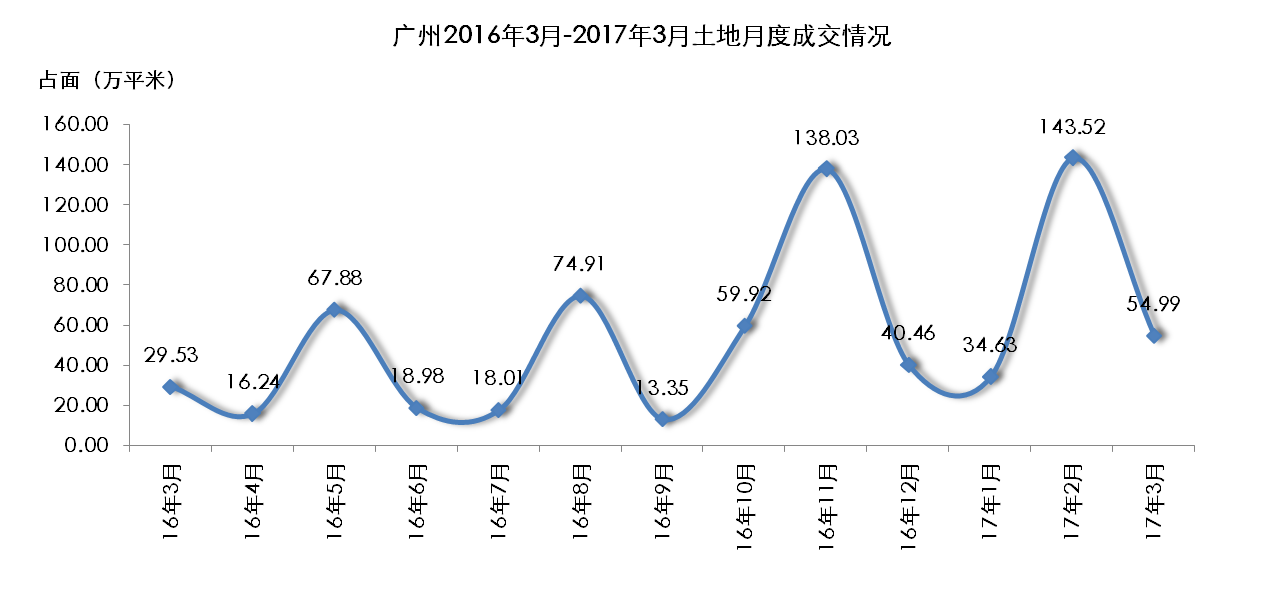 广州2016年3月-2017年3月土地月度成交情况
占面（万平米）
160.00
140.00
120.00
100.00
80.00
60.00
40.00
20.00
0.00
29.53
16.24
67.88
18.98
18.01
74.91
13.35
59.92
138.03
40.46
34.63
143.52
54.99
16年3月
16年4月
16年5月
16年6月
16年7月
16年8月
16年9月
16年10月
16年11月
16年12月
17年1月
17年2月
17年3月